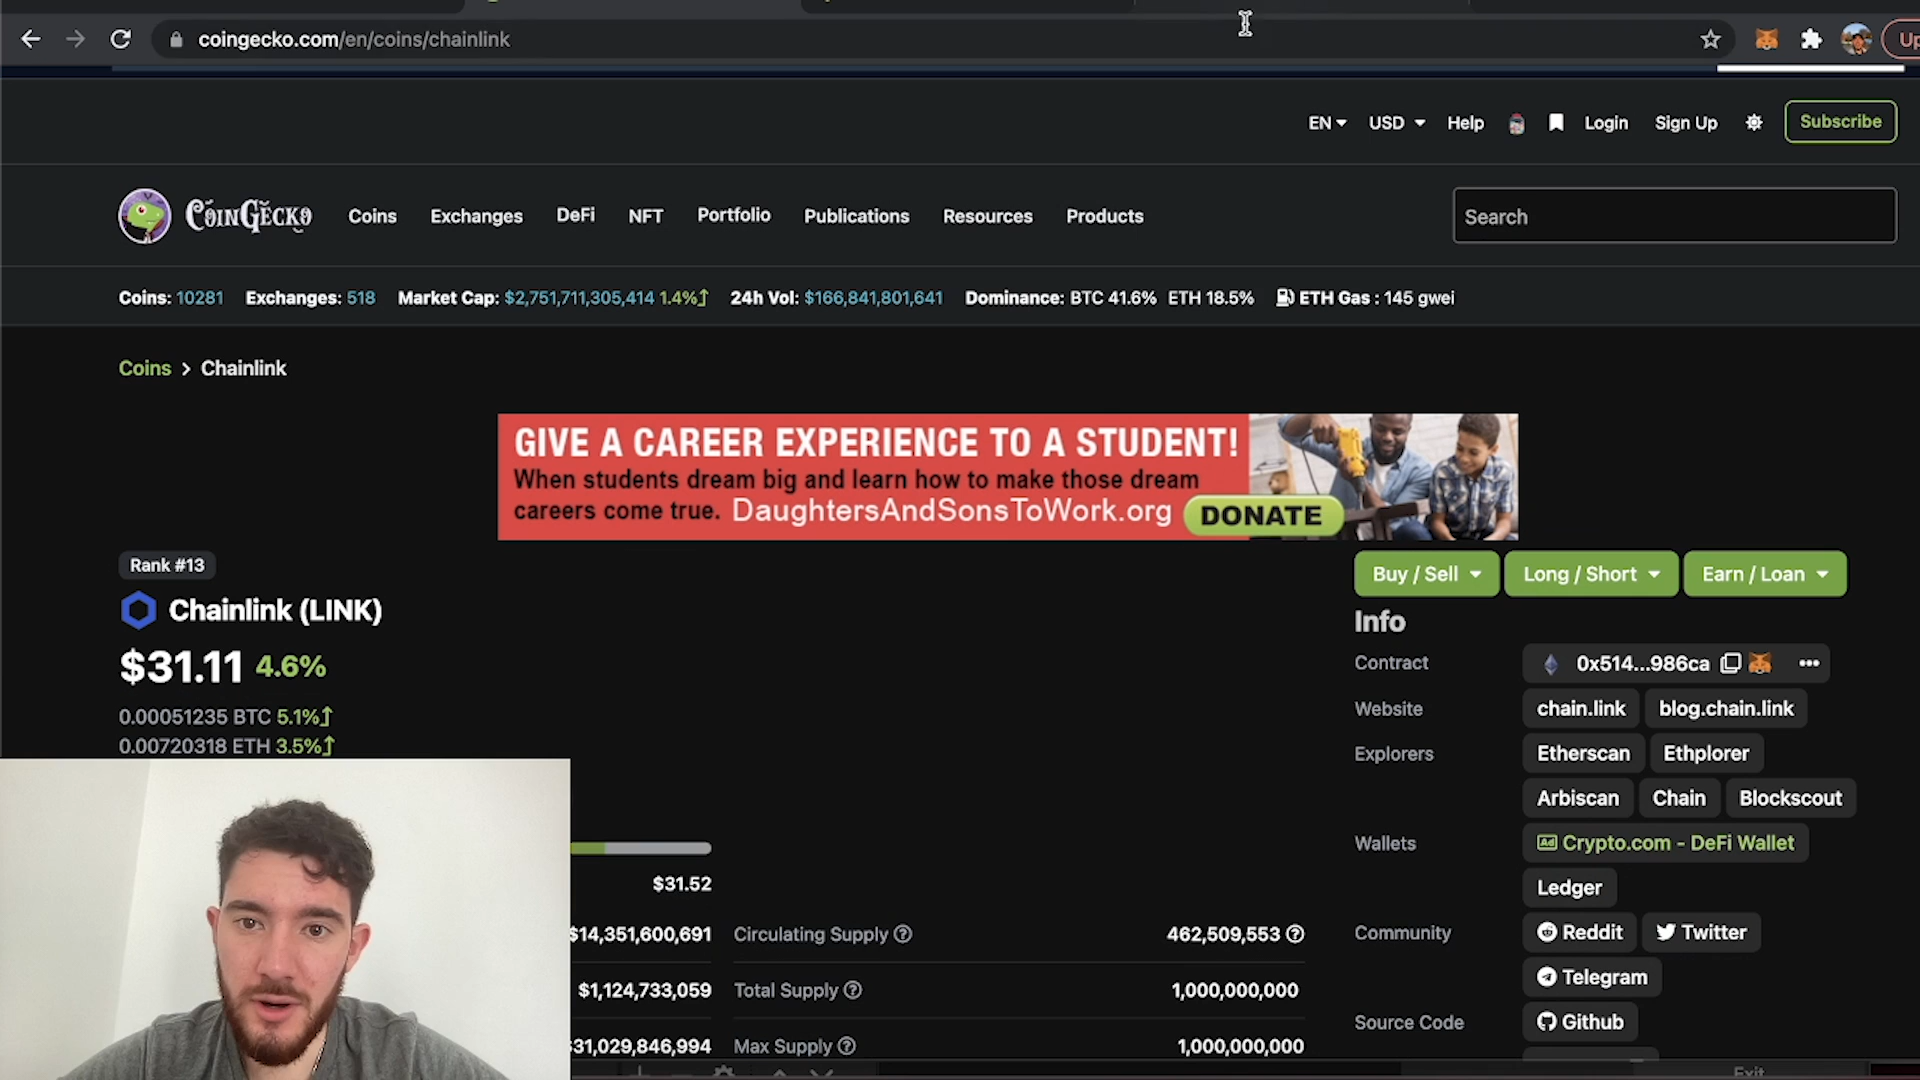 coingecko.com/en/coins/chainlink
EN USD Help Login Sign Up Subscribe
COINGECKO Coins Exchanges DeFi NFT Portfolio Publications Resources Products Search
Coins: 10281 Exchanges: 518 Market Cap: $2,751,711,305,414 1.4% 24h Vol: $166,841,801,641 Dominance: BTC 41.6% ETH 18.5% ETH Gas : 145 gwei
Coins > Chainlink
GIVE A CAREER EXPERIENCE TO A STUDENT!
When students dream big and learn how to make those dream
careers come true. DaughtersAndSonsToWork.org DONATE
Rank #13
Chainlink (LINK)
$31.11 4.6%
0.00051235 BTC 5.1%
0.00720318 ETH 3.5%
$31.52
$14,351,600,691 Circulating Supply 462,509,553
$1,124,733,059 Total Supply 1,000,000,000
$31,029,846,994 Max Supply 1,000,000,000
Buy / Sell Long / Short Earn / Loan
Info
Contract 0x514...986ca
Website chain.link blog.chain.link
Explorers Etherscan Ethplorer
Arbiscan Chain Blockscout
Wallets Ad Crypto.com - DeFi Wallet
Ledger
Community Reddit Twitter
Telegram
Source Code Github
Exit